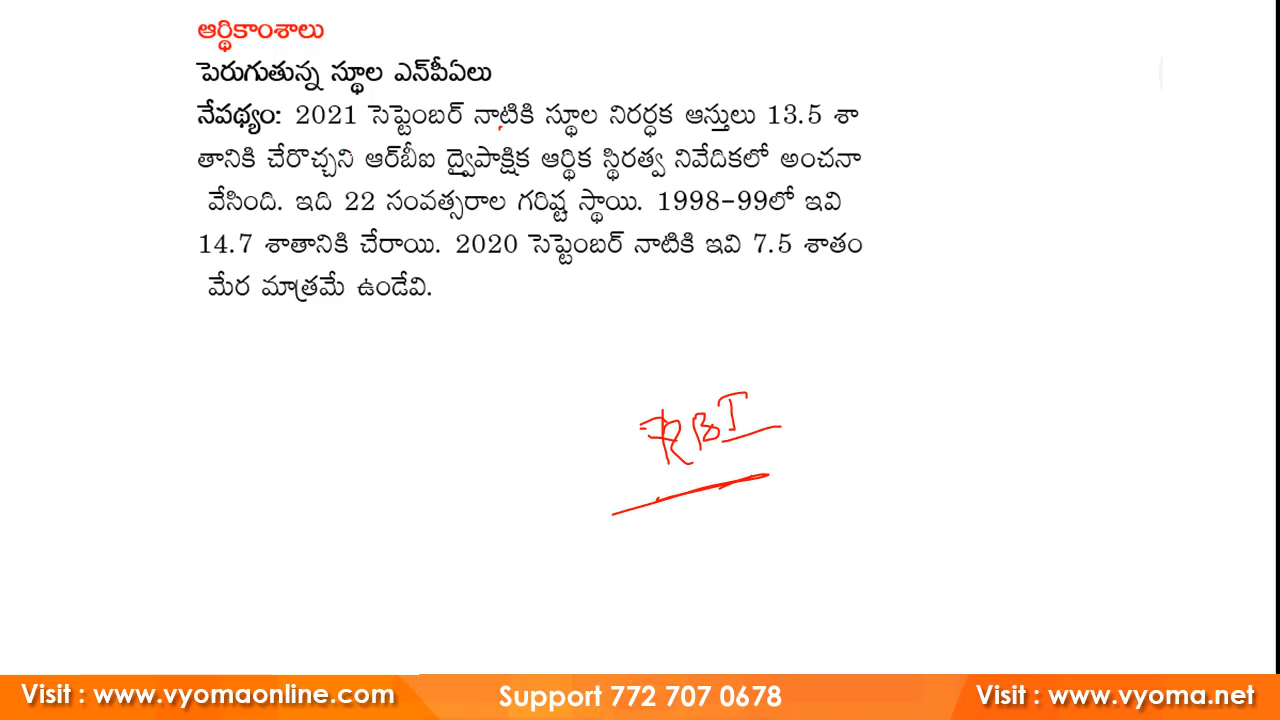 ఆర్థికాంశాలు
పెరుగుతున్న స్థూల ఎన్‌పీఏలు
నేపథ్యం: 2021 సెప్టెంబర్ నాటికి స్థూల నిరర్ధక ఆస్తులు 13.5 శా
తానికి చేరొచ్చని ఆర్‌బీఐ ద్వైపాక్షిక ఆర్థిక స్థిరత్వ నివేదికలో అంచనా
వేసింది. ఇది 22 సంవత్సరాల గరిష్ట స్థాయి. 1998-99లో ఇవి
14.7 శాతానికి చేరాయి. 2020 సెప్టెంబర్ నాటికి ఇవి 7.5 శాతం
మేర మాత్రమే ఉండేవి.
RBI
Visit : www.vyomaonline.com Support 772 707 0678 Visit : www.vyoma.net